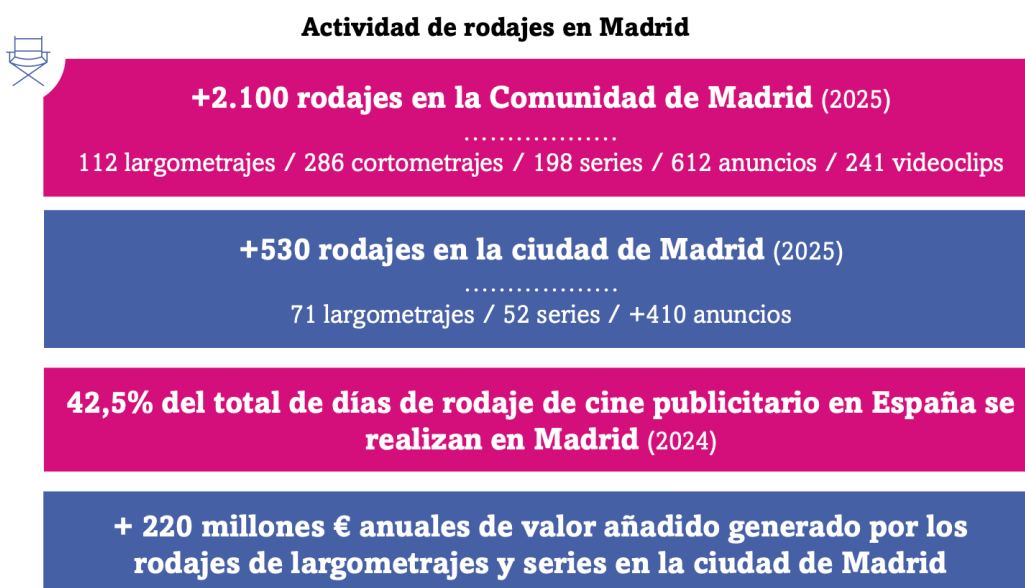 Actividad de rodajes en Madrid
+2.100 rodajes en la Comunidad de Madrid (2025)
112 largometrajes / 286 cortometrajes / 198 series / 612 anuncios / 241 videoclips
+530 rodajes en la ciudad de Madrid (2025)
71 largometrajes / 52 series / +410 anuncios
42,5% del total de días de rodaje de cine publicitario en España se
realizan en Madrid (2024)
+ 220 millones € anuales de valor añadido generado por los
rodajes de largometrajes y series en la ciudad de Madrid